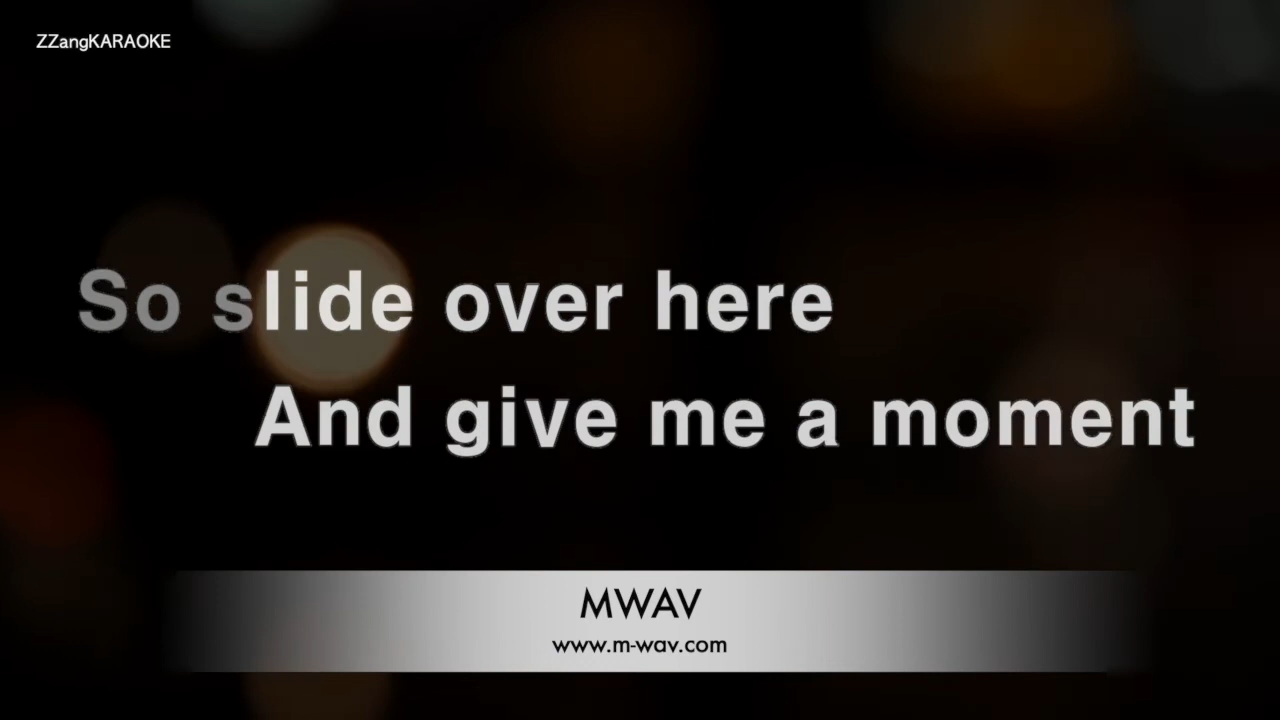 ZZangKARAOKE
So slide over here
And give me a moment
MWAV
www.m-wav.com